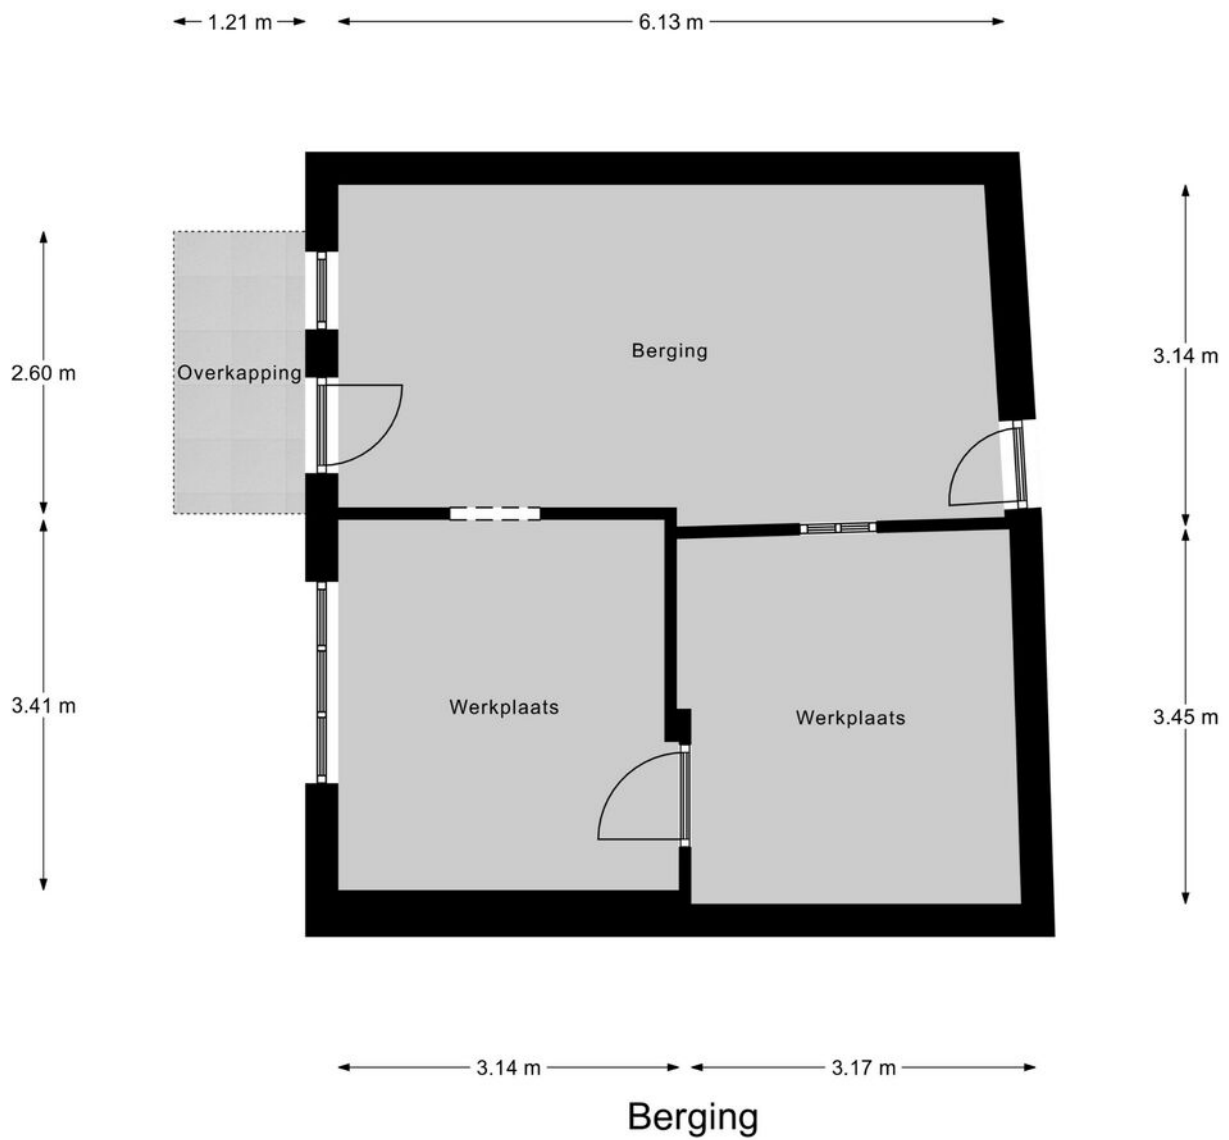 1.21 m
6.13 m
Berging
3.14 m
2.60 m
Overkapping
3.41 m
Werkplaats
Werkplaats
3.45 m
3.14 m
3.17 m
Berging